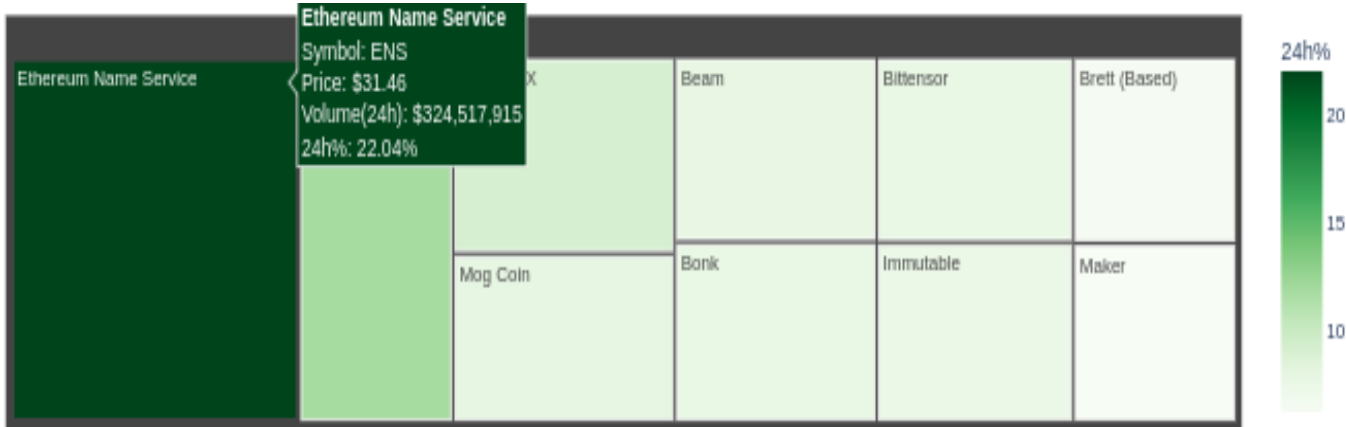 Ethereum Name Service
Symbol: ENS
Price: $31.46
Volume(24h): $324,517,915
24h%: 22.04%
Ethereum Name Service
X
Beam
Bittensor
Brett (Based)
Mog Coin
Bonk
Immutable
Maker
24h%
20
15
10